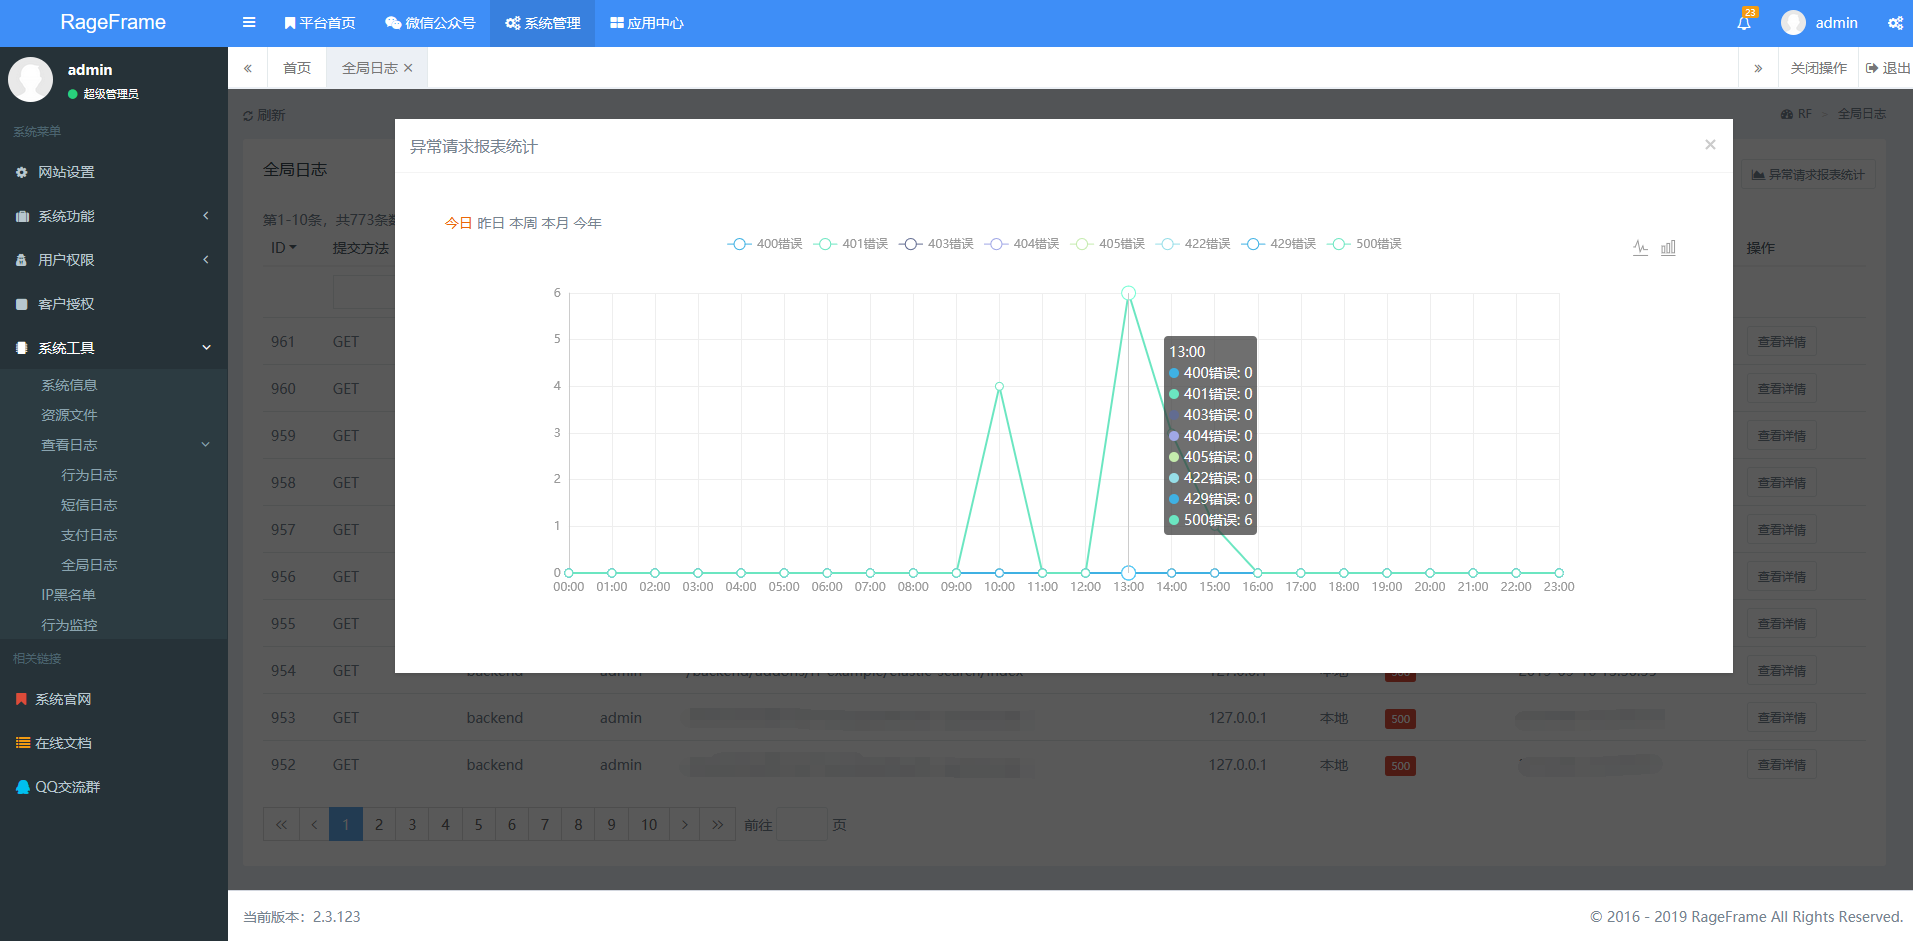 RageFrame
平台首页 微信公众号 系统管理 应用中心
23
admin
admin
超级管理员
« 首页 全局日志 ×
» 关闭操作 退出
系统菜单
网站设置
系统功能
用户权限
客户授权
系统工具
系统信息
资源文件
查看日志
行为日志
短信日志
支付日志
全局日志
IP黑名单
行为监控
相关链接
系统官网
在线文档
QQ交流群
刷新
RF > 全局日志
全局日志
异常请求报表统计
第1-10条，共773条
ID 提交方法
操作
异常请求报表统计 ×
今日 昨日 本周 本月 今年
400错误 401错误 403错误 404错误 405错误 422错误 429错误 500错误
6
5
4
3
2
1
0
00:00 01:00 02:00 03:00 04:00 05:00 06:00 07:00 08:00 09:00 10:00 11:00 12:00 13:00 14:00 15:00 16:00 17:00 18:00 19:00 20:00 21:00 22:00 23:00
13:00
400错误: 0
401错误: 0
403错误: 0
404错误: 0
405错误: 0
422错误: 0
429错误: 0
500错误: 6
961 GET 查看详情
960 GET 查看详情
959 GET 查看详情
958 GET 查看详情
957 GET 查看详情
956 GET 查看详情
955 GET 查看详情
954 GET 查看详情
953 GET backend admin 127.0.0.1 本地 500 查看详情
952 GET backend admin 127.0.0.1 本地 500 查看详情
« ‹ 1 2 3 4 5 6 7 8 9 10 › » 前往 页
当前版本：2.3.123
© 2016 - 2019 RageFrame All Rights Reserved.